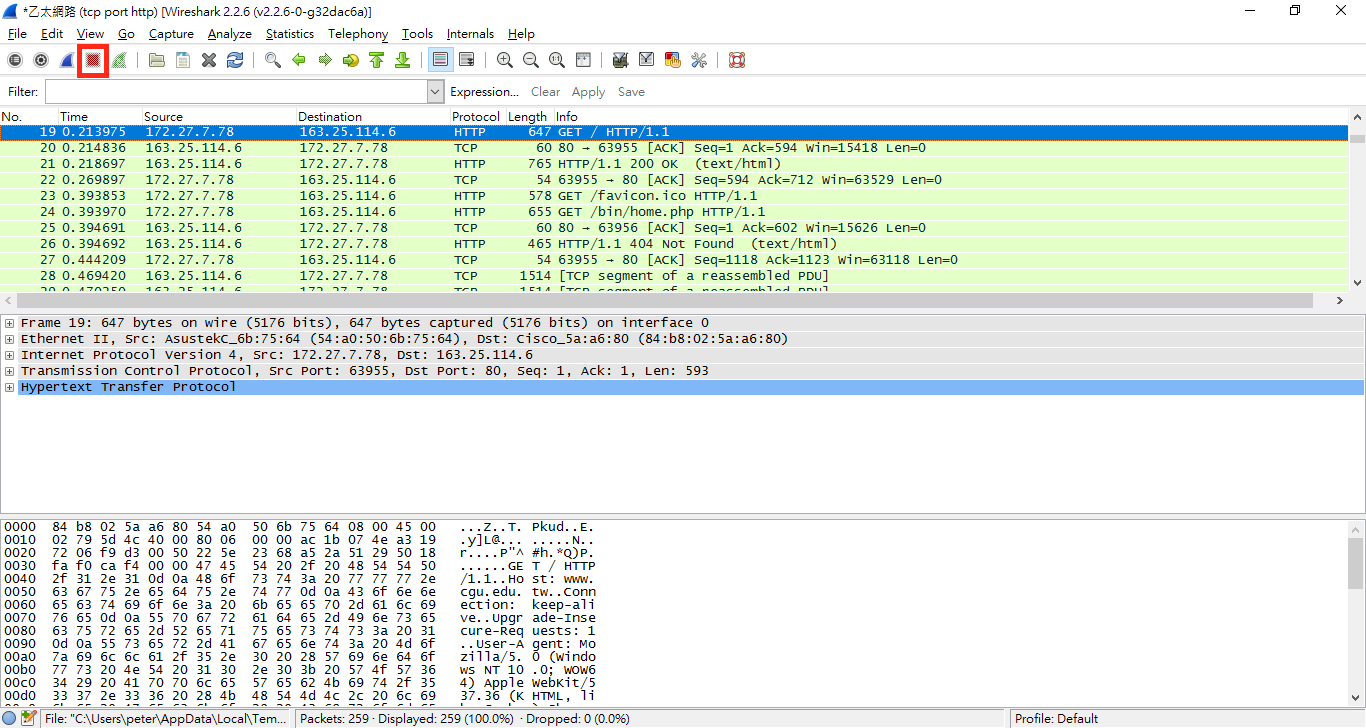 *乙太網路 (tcp port http) [Wireshark 2.2.6 (v2.2.6-0-g32dac6a)]
File Edit View Go Capture Analyze Statistics Telephony Tools Internals Help
Filter: Expression... Clear Apply Save
No. Time Source Destination Protocol Length Info
19 0.213975 172.27.7.78 163.25.114.6 HTTP 647 GET / HTTP/1.1
20 0.214836 163.25.114.6 172.27.7.78 TCP 60 80 → 63955 [ACK] Seq=1 Ack=594 Win=15418 Len=0
21 0.218697 163.25.114.6 172.27.7.78 HTTP 765 HTTP/1.1 200 OK (text/html)
22 0.269897 172.27.7.78 163.25.114.6 TCP 54 63955 → 80 [ACK] Seq=594 Ack=712 Win=63529 Len=0
23 0.393853 172.27.7.78 163.25.114.6 HTTP 578 GET /favicon.ico HTTP/1.1
24 0.393970 172.27.7.78 163.25.114.6 HTTP 655 GET /bin/home.php HTTP/1.1
25 0.394691 163.25.114.6 172.27.7.78 TCP 60 80 → 63956 [ACK] Seq=1 Ack=602 Win=15626 Len=0
26 0.394692 163.25.114.6 172.27.7.78 HTTP 465 HTTP/1.1 404 Not Found (text/html)
27 0.444209 172.27.7.78 163.25.114.6 TCP 54 63955 → 80 [ACK] Seq=1118 Ack=1123 Win=63118 Len=0
28 0.469420 163.25.114.6 172.27.7.78 TCP 1514 [TCP segment of a reassembled PDU]
29 0.470250 163.25.114.6 172.27.7.78 TCP 1514 [TCP segment of a reassembled PDU]
Frame 19: 647 bytes on wire (5176 bits), 647 bytes captured (5176 bits) on interface 0
Ethernet II, Src: AsustekC_6b:75:64 (54:a0:50:6b:75:64), Dst: Cisco_5a:a6:80 (84:b8:02:5a:a6:80)
Internet Protocol Version 4, Src: 172.27.7.78, Dst: 163.25.114.6
Transmission Control Protocol, Src Port: 63955, Dst Port: 80, Seq: 1, Ack: 1, Len: 593
Hypertext Transfer Protocol
0000 84 b8 02 5a a6 80 54 a0 50 6b 75 64 08 00 45 00 ...Z..T. Pkud..E.
0010 02 79 5d 4c 40 00 80 06 00 00 ac 1b 07 4e a3 19 .y]L@... .....N..
0020 72 06 f9 d3 00 50 22 5e 23 68 a5 2a 51 29 50 18 r....P"^ #h.*Q)P.
0030 fa f0 ca f4 00 00 47 45 54 20 2f 20 48 54 54 50 ......GE T / HTTP
0040 2f 31 2e 31 0d 0a 48 6f 73 74 3a 20 77 77 77 2e /1.1..Ho st: www.
0050 63 67 75 2e 65 64 75 2e 74 77 0d 0a 43 6f 6e 6e cgu.edu. tw..Conn
0060 65 63 74 69 6f 6e 3a 20 6b 65 65 70 2d 61 6c 69 ection: keep-ali
0070 76 65 0d 0a 55 70 67 72 61 64 65 2d 49 6e 73 65 ve..Upgr ade-Inse
0080 63 75 72 65 2d 52 65 71 75 65 73 74 73 3a 20 31 cure-Req uests: 1
0090 0d 0a 55 73 65 72 2d 41 67 65 6e 74 3a 20 4d 6f ..User-A gent: Mo
00a0 7a 69 6c 6c 61 2f 35 2e 30 20 28 57 69 6e 64 6f zilla/5. 0 (Windo
00b0 77 73 20 4e 54 20 31 30 2e 30 3b 20 57 4f 57 36 ws NT 10 .0; WOW6
00c0 34 29 20 41 70 70 6c 65 57 65 62 4b 69 74 2f 35 4) Apple WebKit/5
00d0 33 37 2e 33 36 20 28 4b 48 54 4d 4c 2c 20 6c 69 37.36 (K HTML, li
File: "C:\Users\peter\AppData\Local\Tem... Packets: 259 · Displayed: 259 (100.0%) · Dropped: 0 (0.0%) Profile: Default